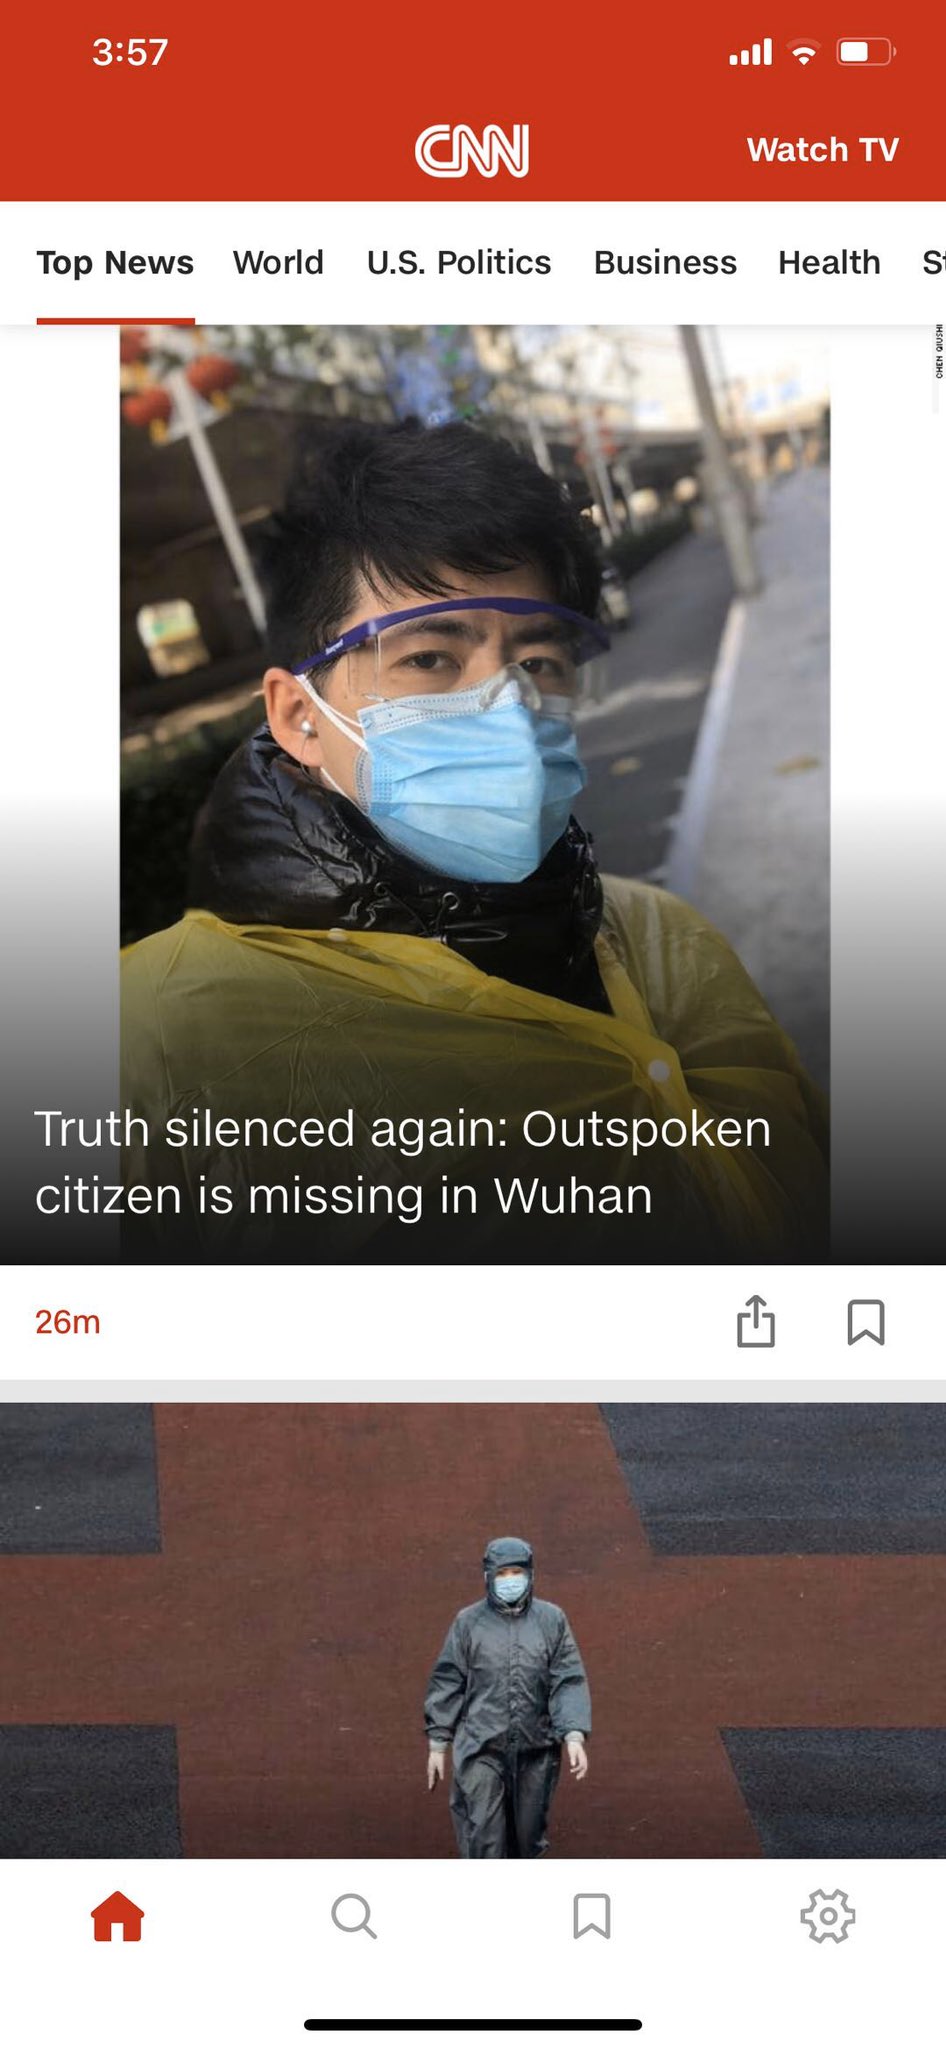 3:57
CNN
Watch TV
Top News World U.S. Politics Business Health St
CHEN QIUSHI
Truth silenced again: Outspoken
citizen is missing in Wuhan
26m